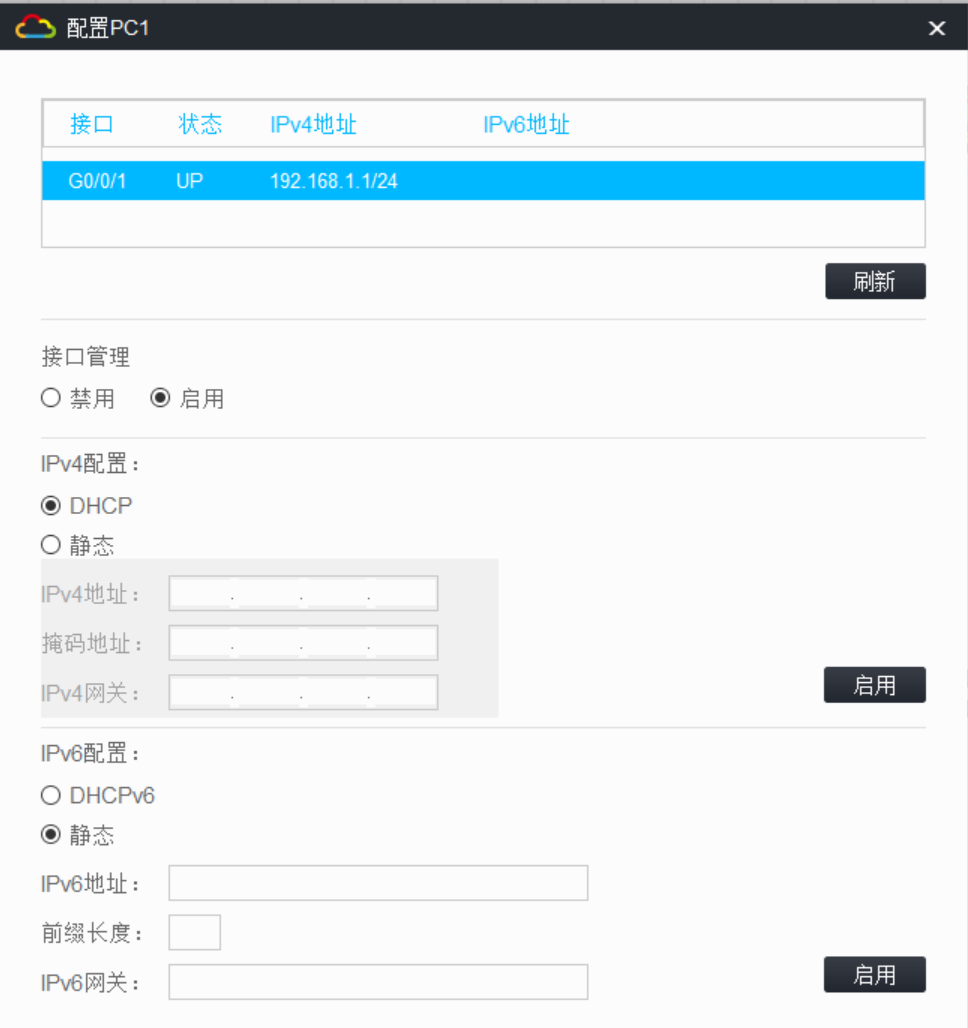 配置PC1
接口 状态 IPv4地址 IPv6地址
G0/0/1 UP 192.168.1.1/24
刷新
接口管理
禁用 启用
IPv4配置：
DHCP
静态
IPv4地址： . . .
掩码地址： . . .
IPv4网关： . . .
启用
IPv6配置：
DHCPv6
静态
IPv6地址：
前缀长度：
IPv6网关：
启用